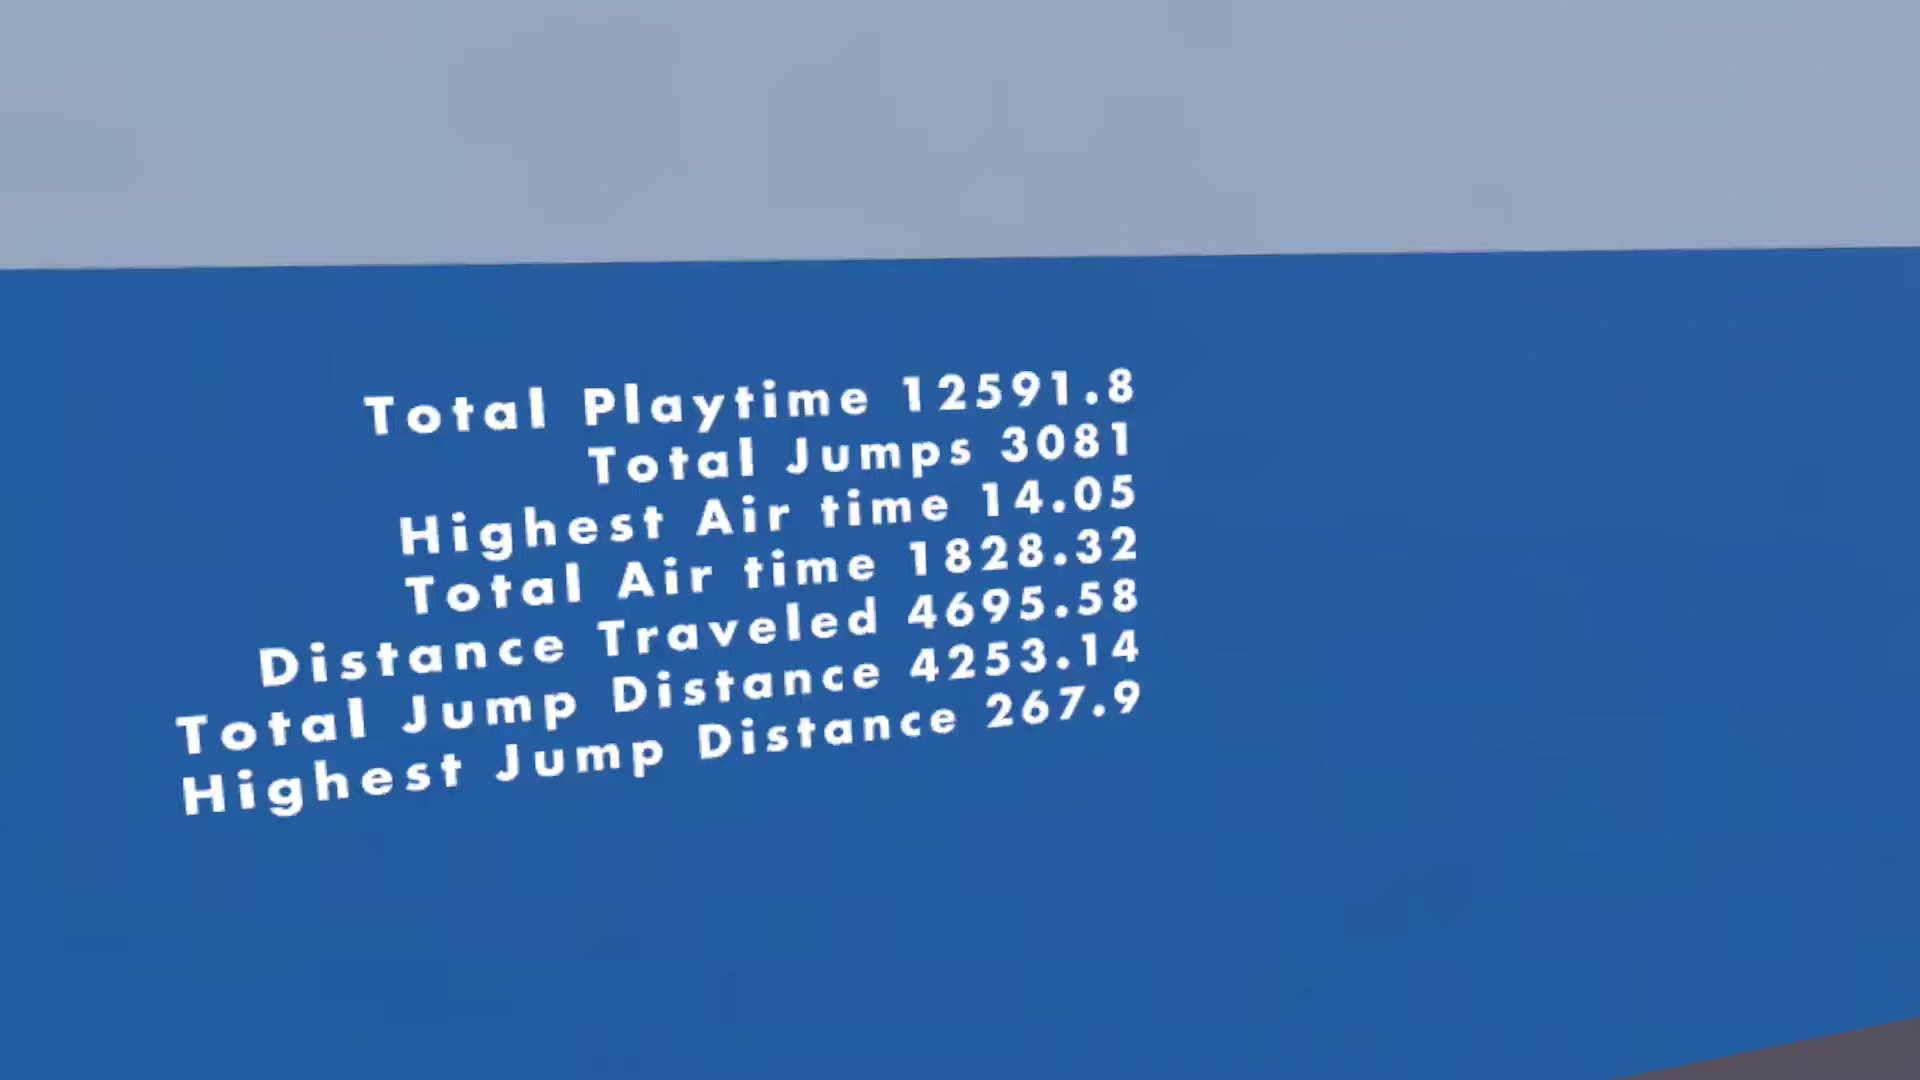 Total Playtime 12591.8
Total Jumps 3081
Highest Air time 14.05
Total Air time 1828.32
Distance Traveled 4695.58
Total Jump Distance 4253.14
Highest Jump Distance 267.9